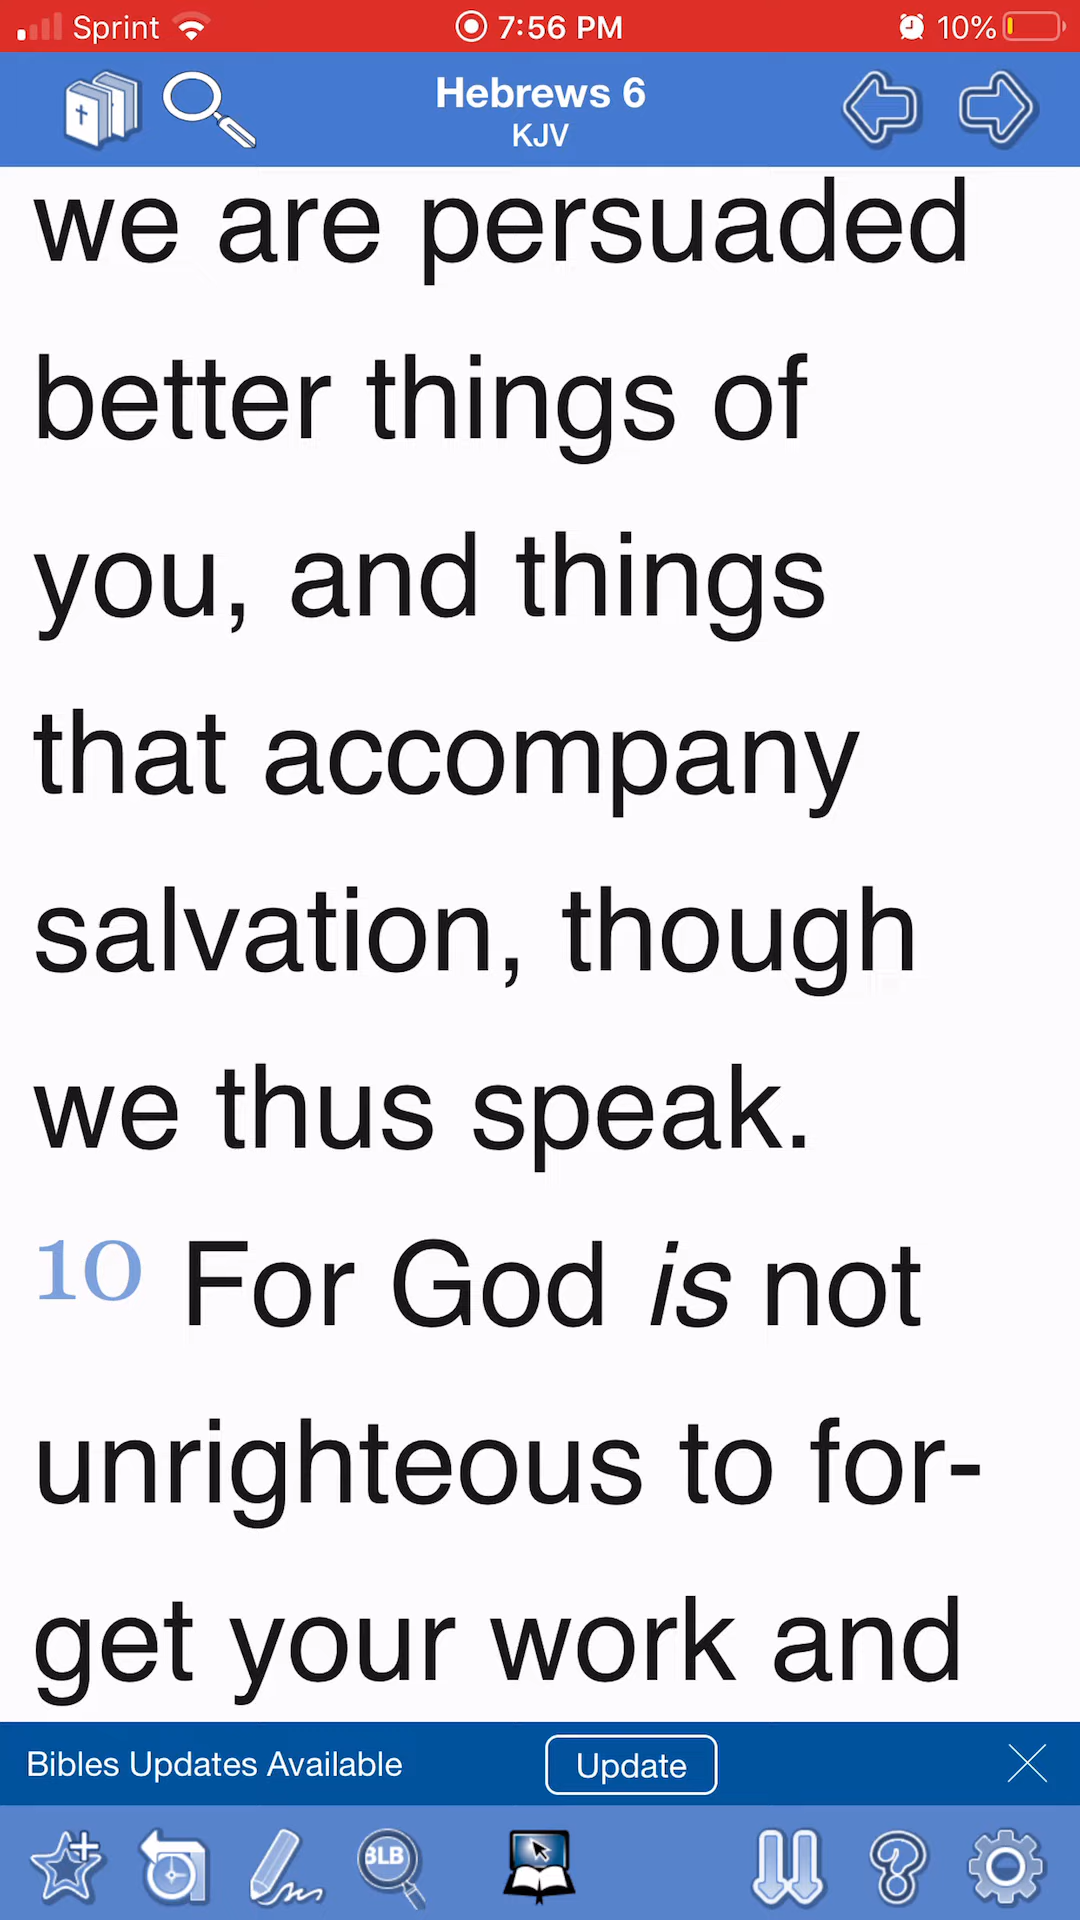 Sprint 7:56 PM 10%
Hebrews 6
KJV
we are persuaded
better things of
you, and things
that accompany
salvation, though
we thus speak.
10 For God is not
unrighteous to for-
get your work and
Bibles Updates Available Update
BLB